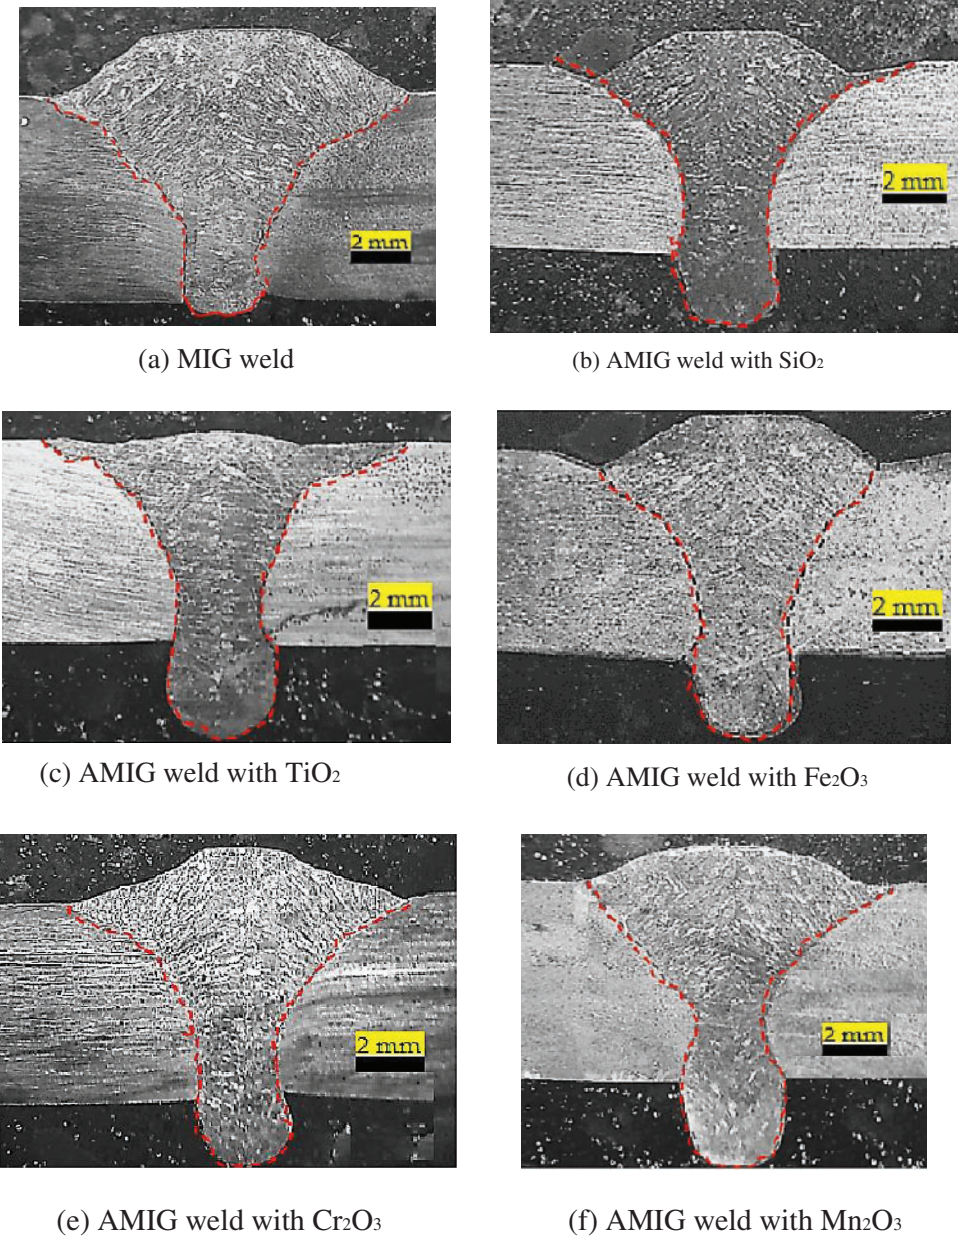 2 mm
2 mm
(a) MIG weld
(b) AMIG weld with SiO₂
2 mm
2 mm
(c) AMIG weld with TiO₂
(d) AMIG weld with Fe₂O₃
2 mm
2 mm
(e) AMIG weld with Cr₂O₃
(f) AMIG weld with Mn₂O₃